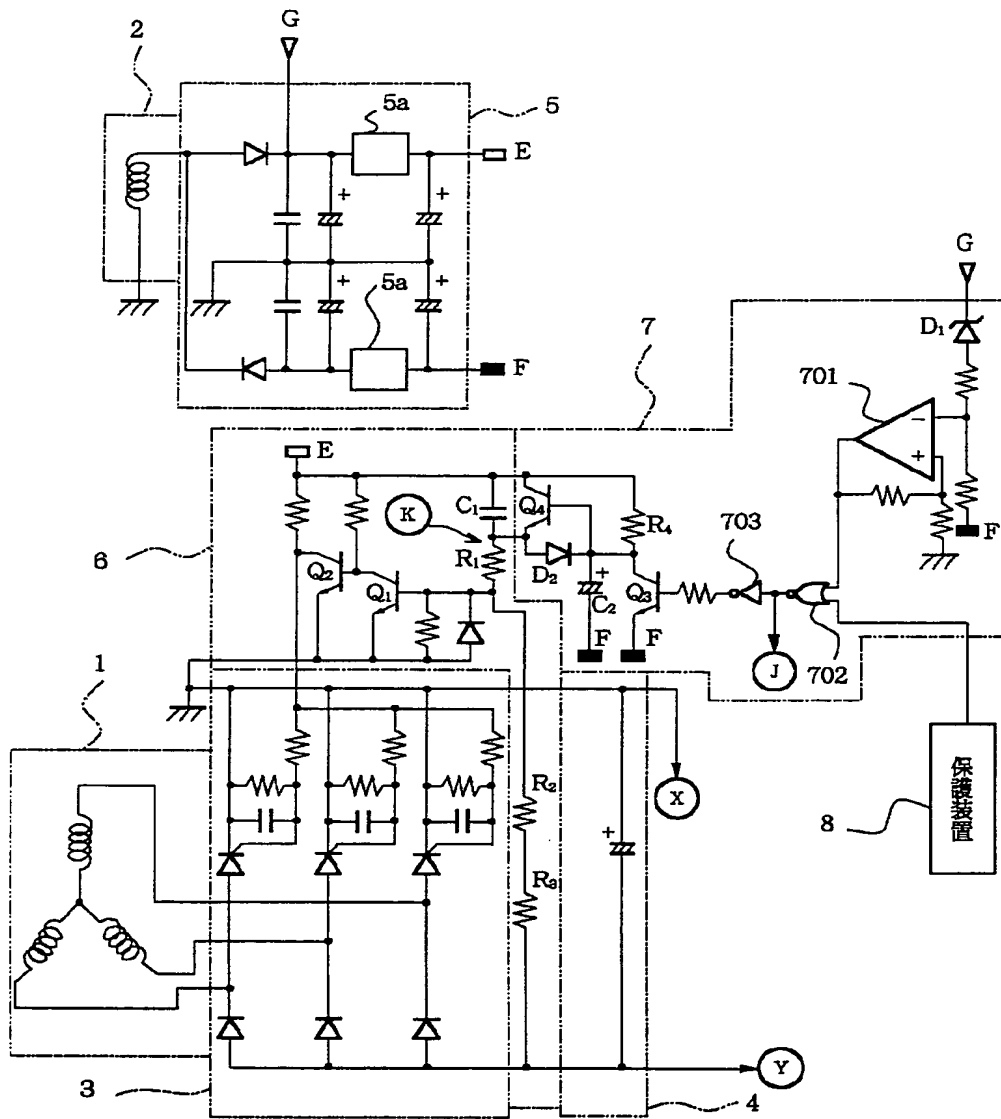 2
G
5
5a
E
+
+
G
+
+
5a
7
D₁
F
701
−
E
+
C₁
Q₄
K
R₄
703
F
6
R₁
Q₂
D₂
+
Q₁
C₂
Q₃
F
F
J
702
1
R₂
X
保護装置
8
+
R₃
Y
3
4